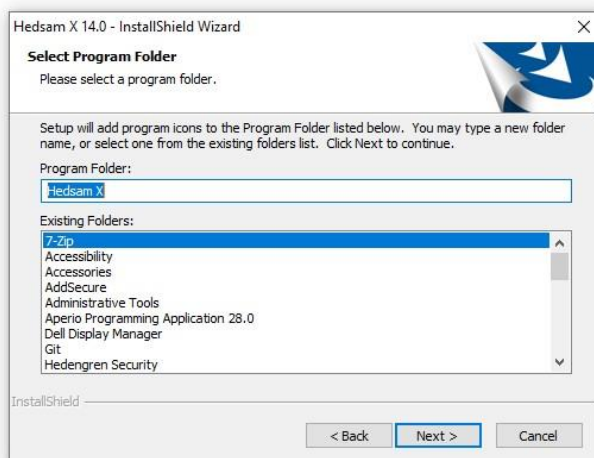 Hedsam X 14.0 - InstallShield Wizard
Select Program Folder
Please select a program folder.
Setup will add program icons to the Program Folder listed below. You may type a new folder
name, or select one from the existing folders list. Click Next to continue.
Program Folder:
Hedsam X
Existing Folders:
7-Zip
Accessibility
Accessories
AddSecure
Administrative Tools
Aperio Programming Application 28.0
Dell Display Manager
Git
Hedengren Security
InstallShield
< Back Next > Cancel